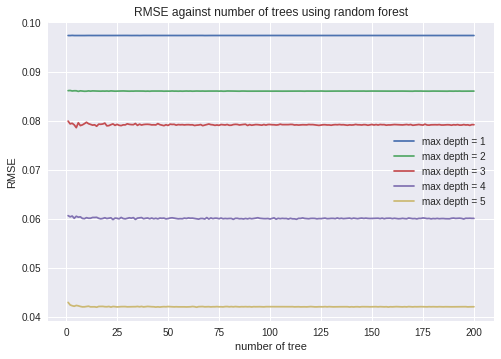 RMSE against number of trees using random forest
0.10
0.09
0.08
0.07
0.06
0.05
0.04
RMSE
max depth = 1
max depth = 2
max depth = 3
max depth = 4
max depth = 5
0 25 50 75 100 125 150 175 200
number of tree